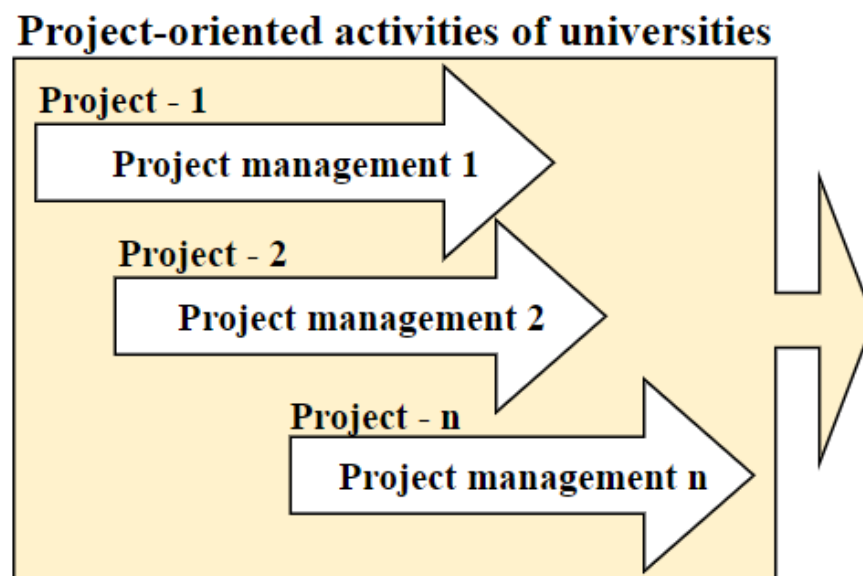 Project-oriented activities of universities
Project - 1
Project management 1
Project - 2
Project management 2
Project - n
Project management n